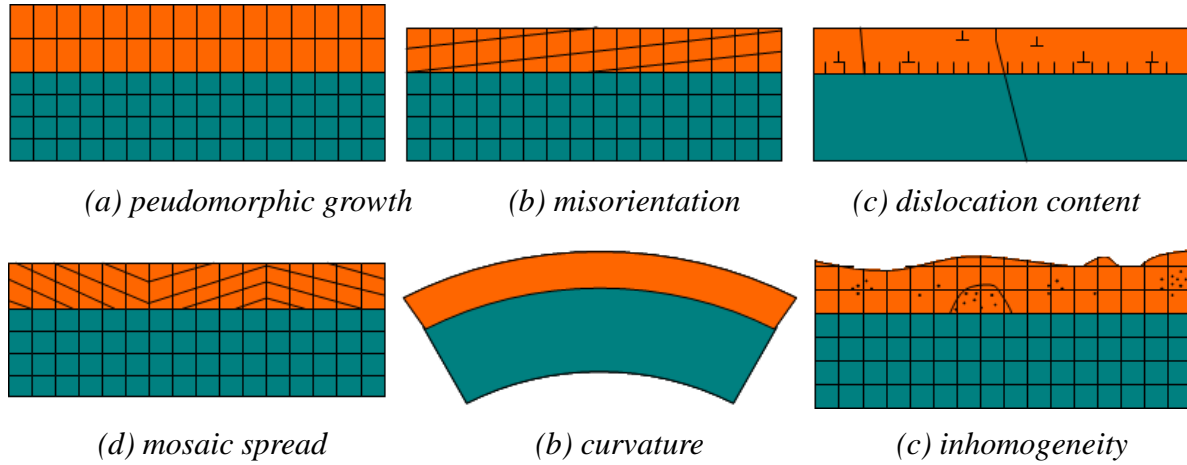 (a) peudomorphic growth
(b) misorientation
(c) dislocation content
(d) mosaic spread
(b) curvature
(c) inhomogeneity